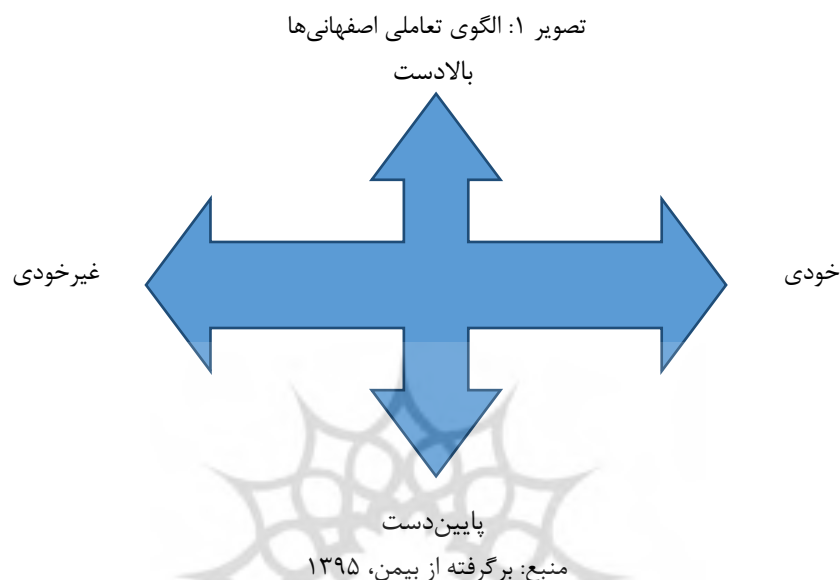 تصویر ۱: الگوی تعاملی اصفهانی‌ها
بالادست
خودی
غیرخودی
پایین‌دست
منبع: برگرفته از بیمن، ۱۳۹۵